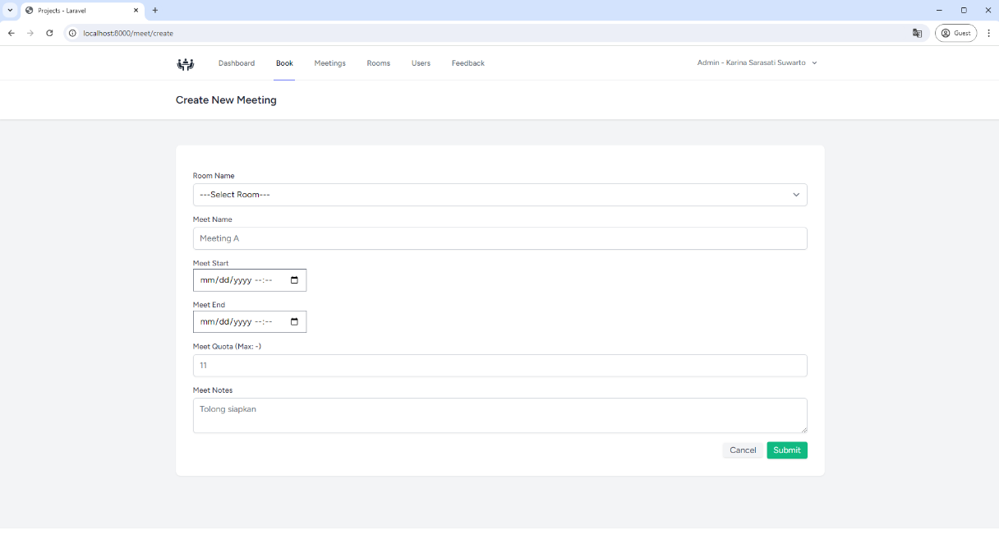 Projects - Laravel
localhost:8000/meet/create
Guest
Dashboard Book Meetings Rooms Users Feedback Admin - Karina Sarasati Suwarto
Create New Meeting
Room Name
---Select Room---
Meet Name
Meeting A
Meet Start
mm/dd/yyyy --:--
Meet End
mm/dd/yyyy --:--
Meet Quota (Max: -)
11
Meet Notes
Tolong siapkan
Cancel Submit